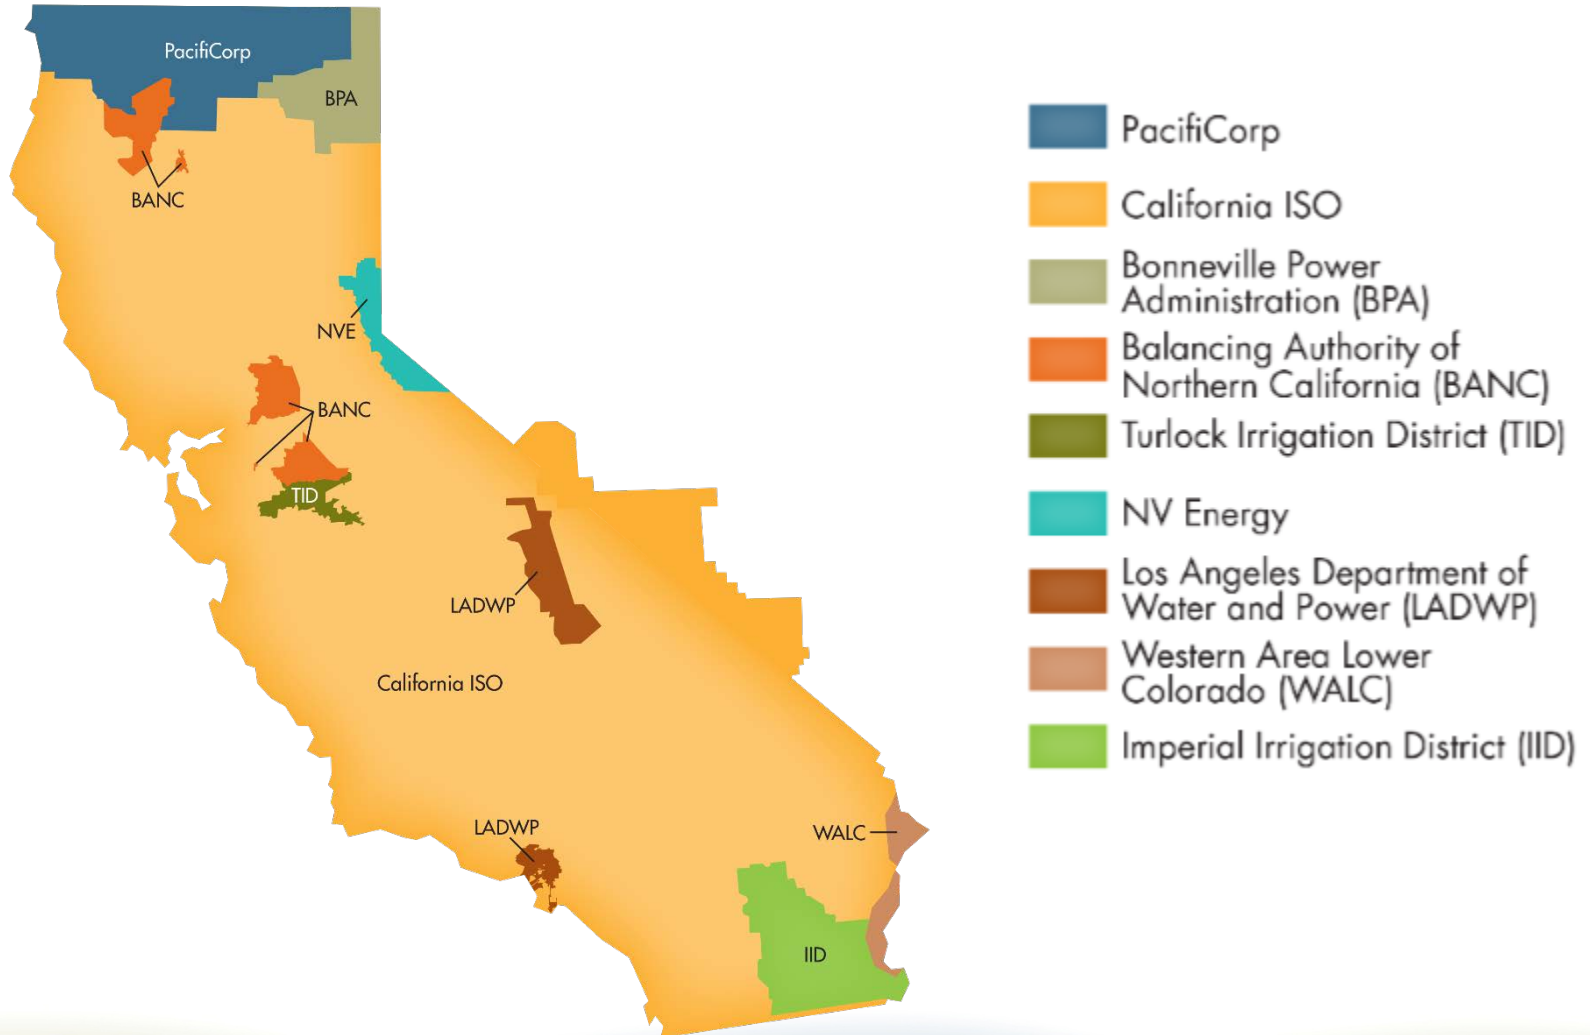 PacifiCorp
BPA
BANC
NVE
BANC
TID
LADWP
California ISO
LADWP
WALC
IID
PacifiCorp
California ISO
Bonneville Power
Administration (BPA)
Balancing Authority of
Northern California (BANC)
Turlock Irrigation District (TID)
NV Energy
Los Angeles Department of
Water and Power (LADWP)
Western Area Lower
Colorado (WALC)
Imperial Irrigation District (IID)